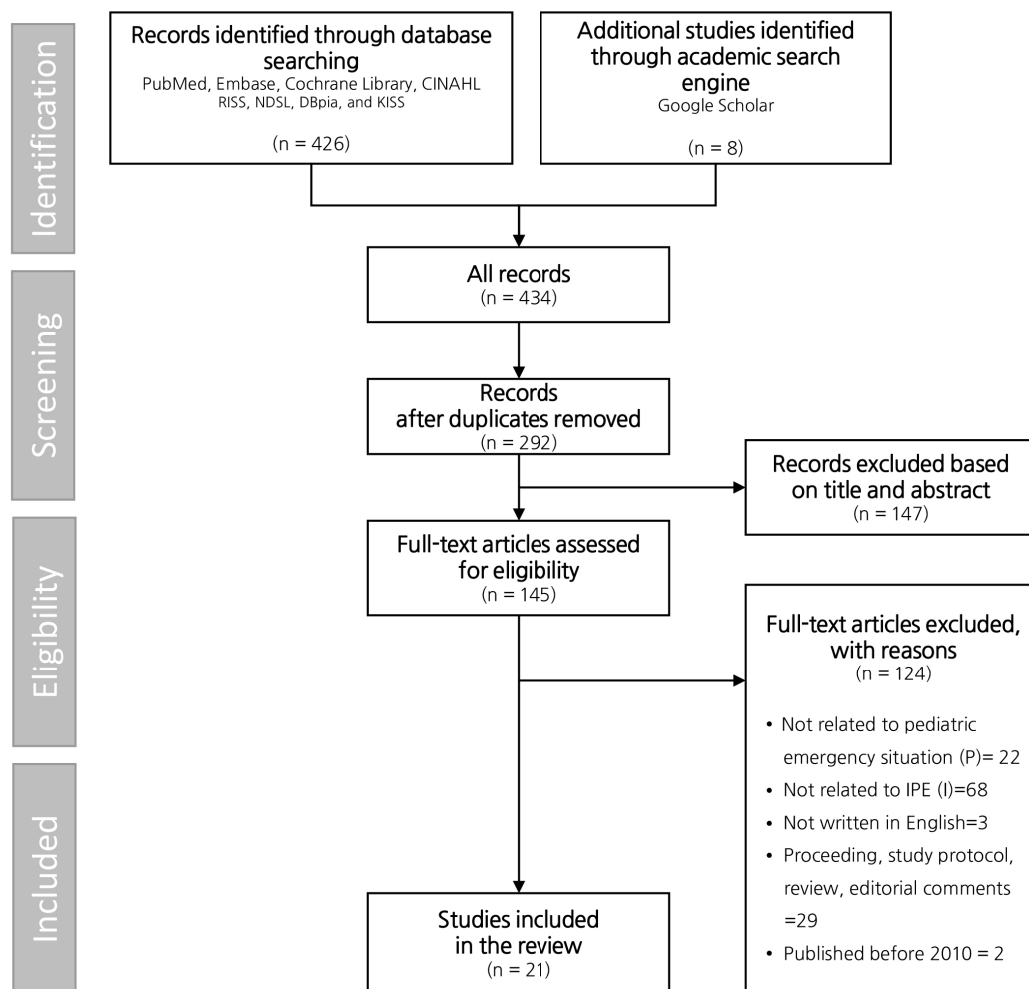 Identification
Records identified through database
searching
PubMed, Embase, Cochrane Library, CINAHL
RISS, NDSL, DBpia, and KISS
(n = 426)
Additional studies identified
through academic search
engine
Google Scholar
(n = 8)
All records
(n = 434)
Screening
Records
after duplicates removed
(n = 292)
Records excluded based
on title and abstract
(n = 147)
Eligibility
Full-text articles assessed
for eligibility
(n = 145)
Full-text articles excluded,
with reasons
(n = 124)
• Not related to pediatric
emergency situation (P)= 22
• Not related to IPE (I)=68
• Not written in English=3
• Proceeding, study protocol,
review, editorial comments
=29
• Published before 2010 = 2
Included
Studies included
in the review
(n = 21)